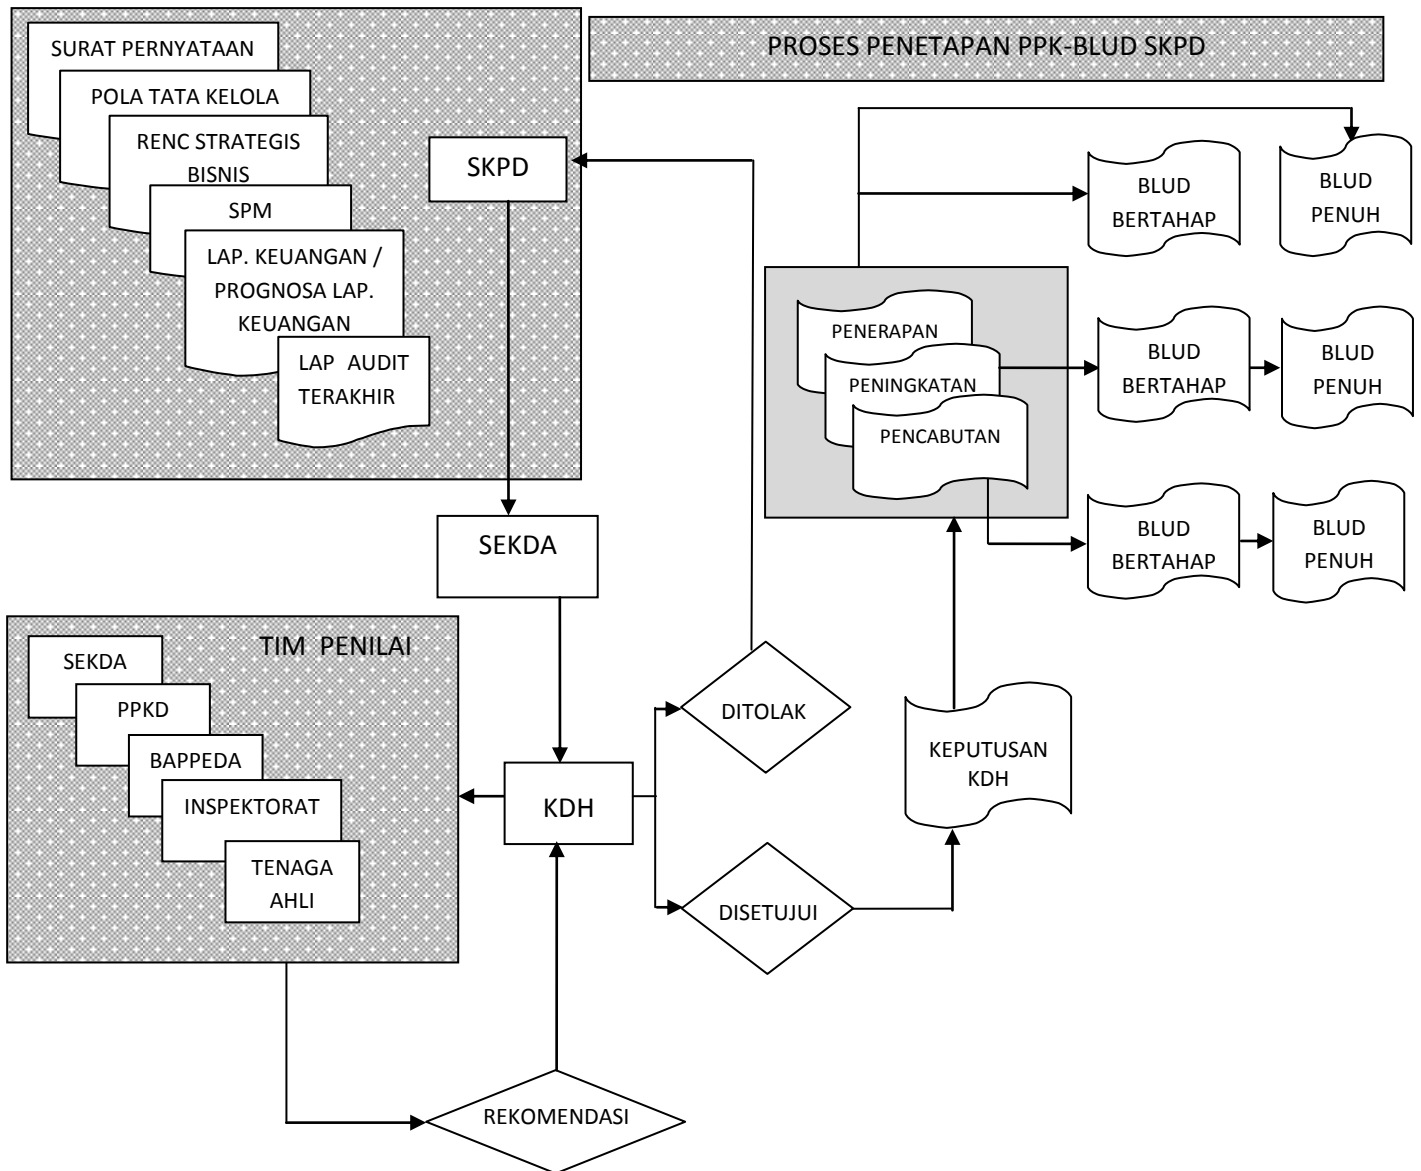 PROSES PENETAPAN PPK-BLUD SKPD
SURAT PERNYATAAN
POLA TATA KELOLA
RENC STRATEGIS
BISNIS
SPM
LAP. KEUANGAN /
PROGNOSA LAP.
KEUANGAN
LAP AUDIT
TERAKHIR
SKPD
BLUD
BERTAHAP
BLUD
PENUH
PENERAPAN
PENINGKATAN
PENCABUTAN
BLUD
BERTAHAP
BLUD
PENUH
BLUD
BERTAHAP
BLUD
PENUH
SEKDA
TIM PENILAI
SEKDA
PPKD
BAPPEDA
INSPEKTORAT
TENAGA
AHLI
KDH
DITOLAK
DISETUJUI
KEPUTUSAN
KDH
REKOMENDASI